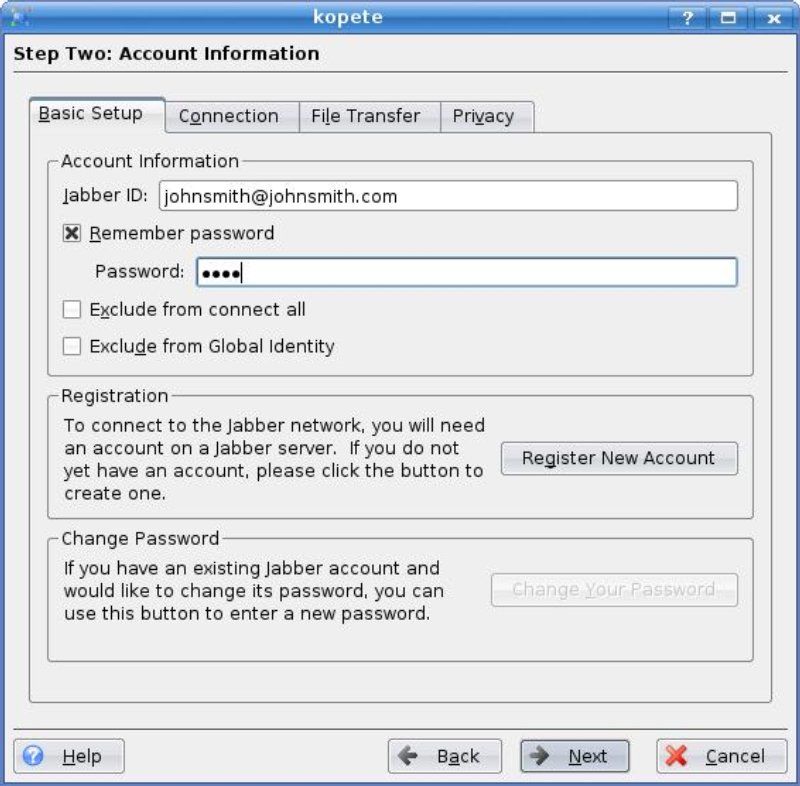 kopete
Step Two: Account Information
Basic Setup
Connection
File Transfer
Privacy
Account Information
Jabber ID: johnsmith@johnsmith.com
Remember password
Password: ●●●●
Exclude from connect all
Exclude from Global Identity
Registration
To connect to the Jabber network, you will need
an account on a Jabber server. If you do not
yet have an account, please click the button to
create one.
Register New Account
Change Password
If you have an existing Jabber account and
would like to change its password, you can
use this button to enter a new password.
Change Your Password
Help
Back
Next
Cancel